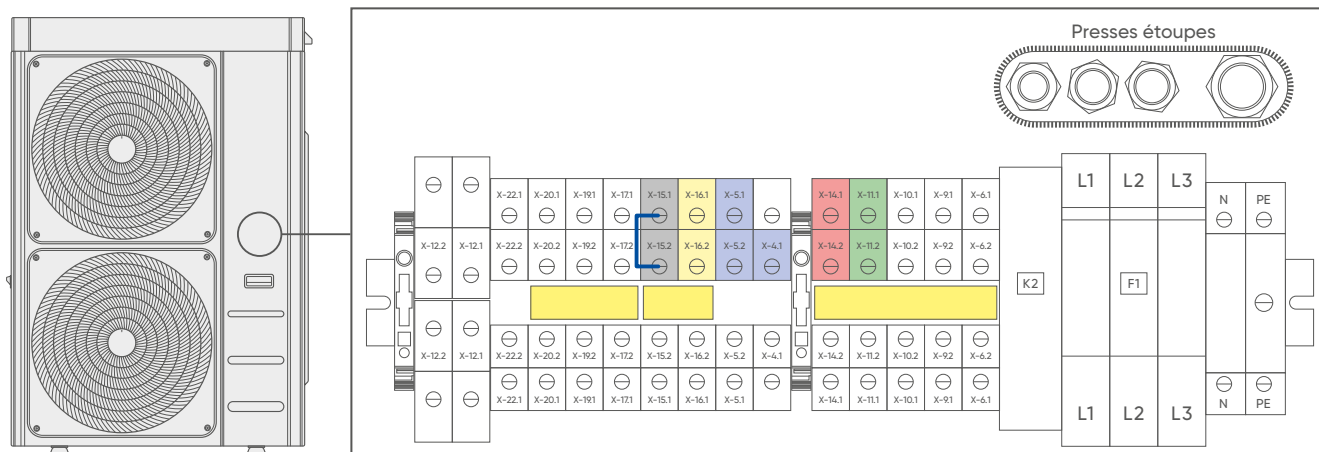 Presses étoupes
L1 L2 L3
X-22.1 X-20.1 X-19.1 X-17.1 X-15.1 X-16.1 X-5.1 X-14.1 X-11.1 X-10.1 X-9.1 X-6.1
N PE
X-12.2 X-12.1 X-22.2 X-20.2 X-19.2 X-17.2 X-15.2 X-16.2 X-5.2 X-4.1 X-14.2 X-11.2 X-10.2 X-9.2 X-6.2
K2 F1
X-12.2 X-12.1 X-22.2 X-20.2 X-19.2 X-17.2 X-15.2 X-16.2 X-5.2 X-4.1 X-14.2 X-11.2 X-10.2 X-9.2 X-6.2
X-22.1 X-20.1 X-19.1 X-17.1 X-15.1 X-16.1 X-5.1 X-14.1 X-11.1 X-10.1 X-9.1 X-6.1
L1 L2 L3
N PE